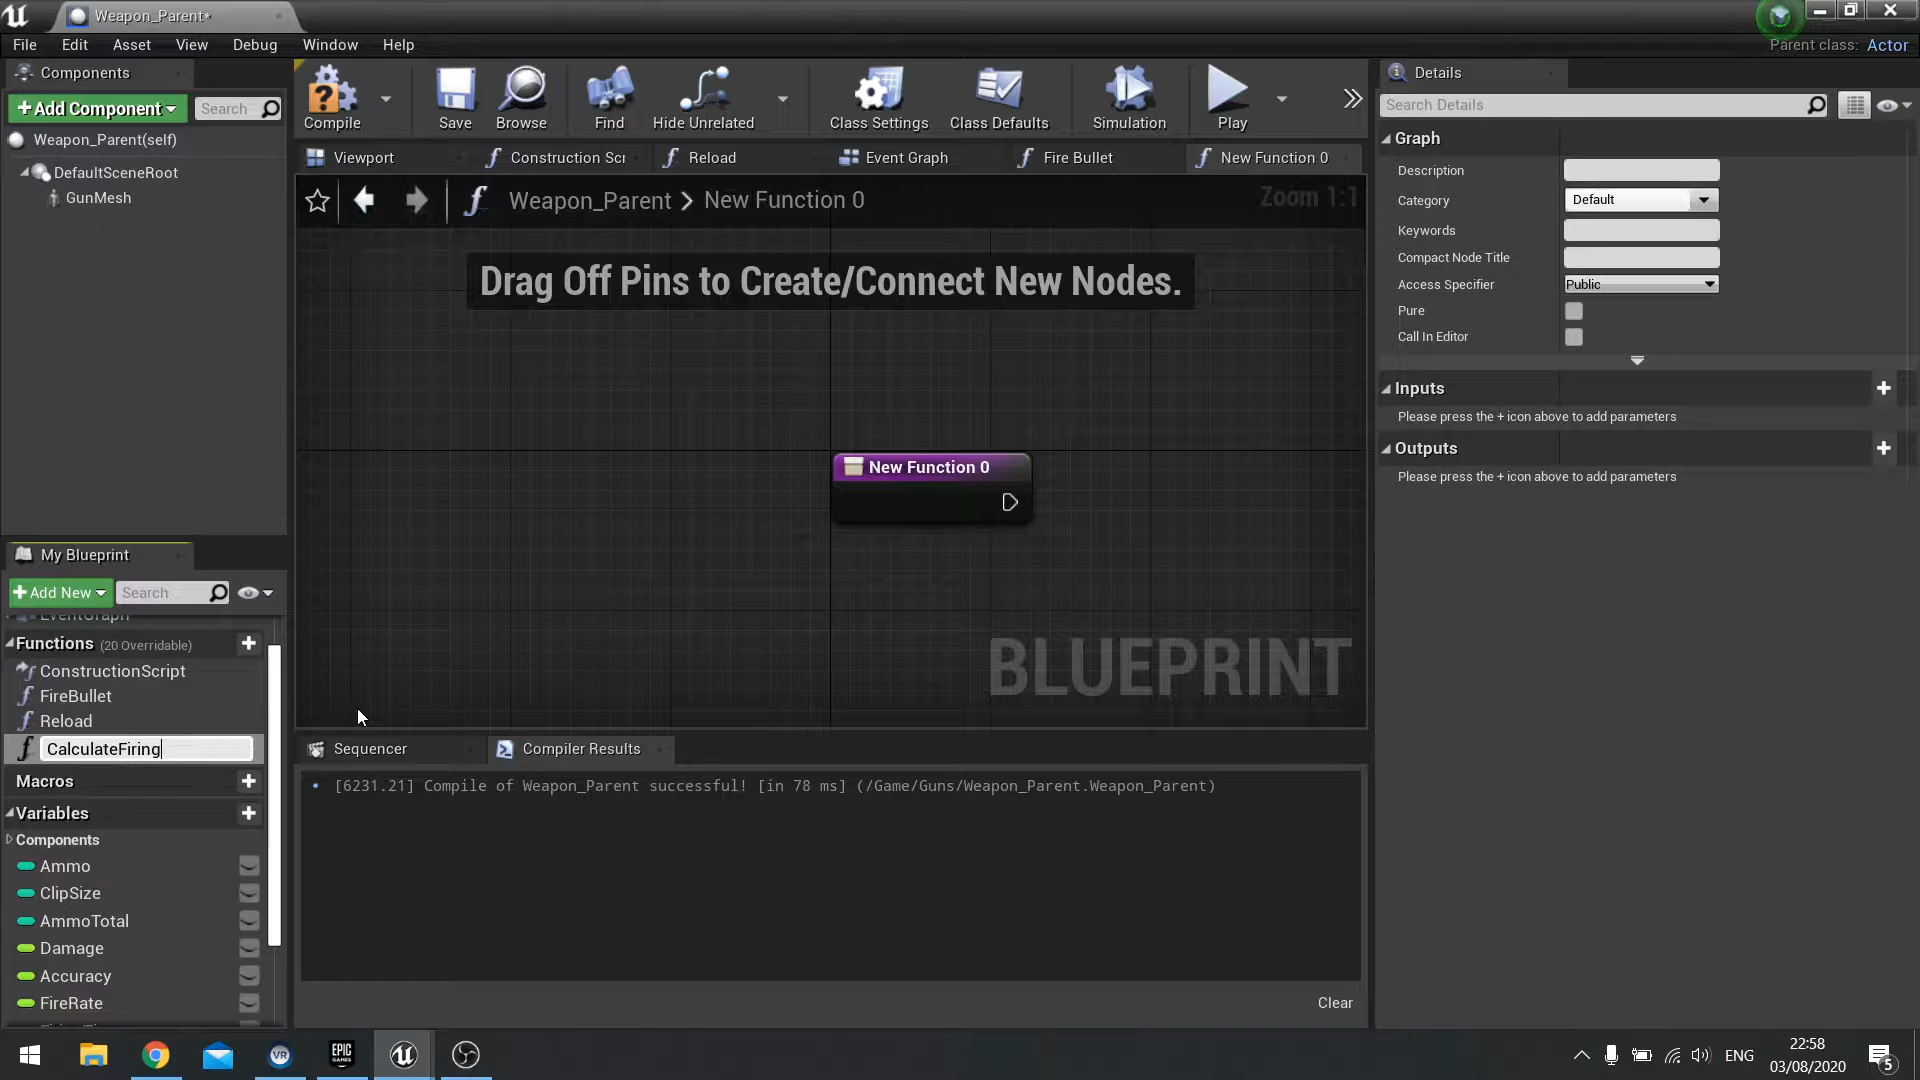 Weapon_Parent*
File Edit Asset View Debug Window Help
Parent class: Actor
Components
Add Component
Search
Weapon_Parent(self)
DefaultSceneRoot
GunMesh
Compile
Save
Browse
Find
Hide Unrelated
Class Settings
Class Defaults
Simulation
Play
Viewport
Construction Scr
Reload
Event Graph
Fire Bullet
New Function 0
Weapon_Parent > New Function 0
Zoom 1:1
Drag Off Pins to Create/Connect New Nodes.
New Function 0
BLUEPRINT
Details
Search Details
Graph
Description
Category Default
Keywords
Compact Node Title
Access Specifier Public
Pure
Call In Editor
Inputs
Please press the + icon above to add parameters
Outputs
Please press the + icon above to add parameters
My Blueprint
Add New
Search
EventGraph
Functions (20 Overridable)
ConstructionScript
FireBullet
Reload
CalculateFiring
Macros
Variables
Components
Ammo
ClipSize
AmmoTotal
Damage
Accuracy
FireRate
Sequencer
Compiler Results
[6231.21] Compile of Weapon_Parent successful! [in 78 ms] (/Game/Guns/Weapon_Parent.Weapon_Parent)
Clear
VR
EPIC GAMES
ENG
22:58
03/08/2020
5